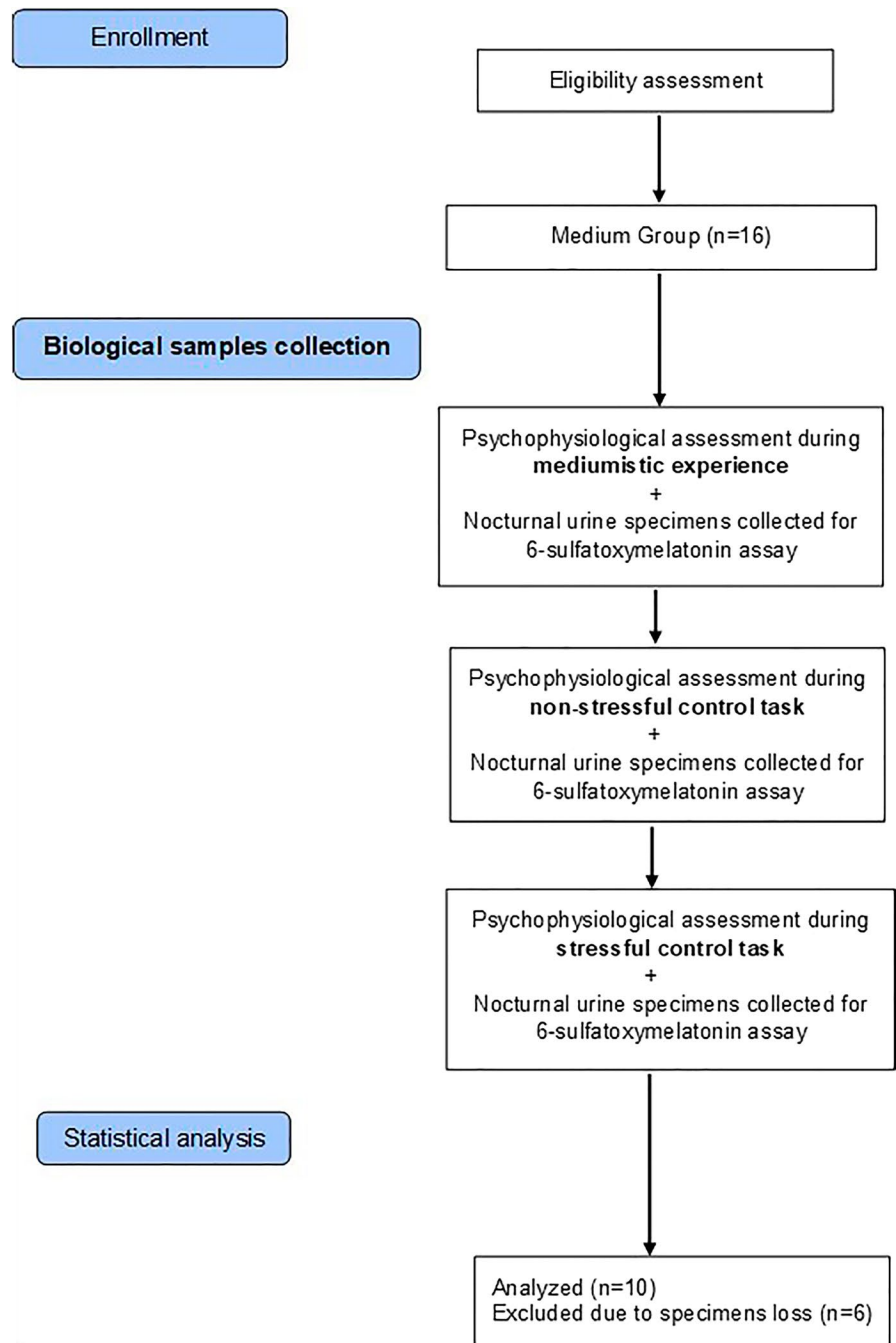 Enrollment
Eligibility assessment
Medium Group (n=16)
Biological samples collection
Psychophysiological assessment during
mediumistic experience
+
Nocturnal urine specimens collected for
6-sulfatoxymelatonin assay
Psychophysiological assessment during
non-stressful control task
+
Nocturnal urine specimens collected for
6-sulfatoxymelatonin assay
Psychophysiological assessment during
stressful control task
+
Nocturnal urine specimens collected for
6-sulfatoxymelatonin assay
Statistical analysis
Analyzed (n=10)
Excluded due to specimens loss (n=6)